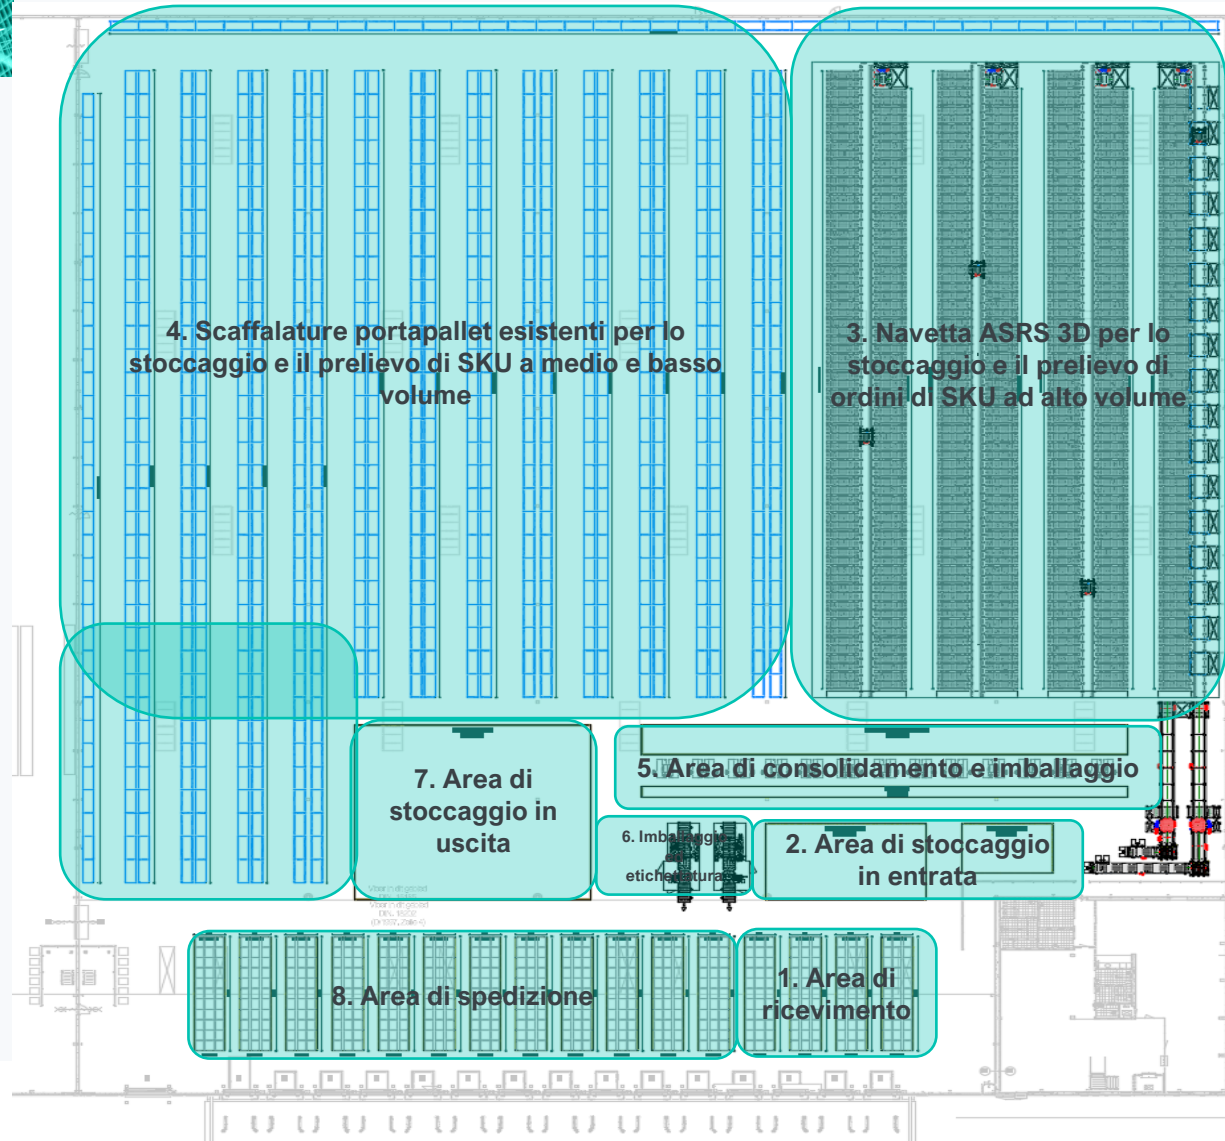 4. Scaffalature portapallet esistenti per lo
stoccaggio e il prelievo di SKU a medio e basso
volume
3. Navetta ASRS 3D per lo
stoccaggio e il prelievo di
ordini di SKU ad alto volume
7. Area di
stoccaggio in
uscita
5. Area di consolidamento e imballaggio
6. Imballaggio
etichettatura
2. Area di stoccaggio
in entrata
8. Area di spedizione
1. Area di
ricevimento